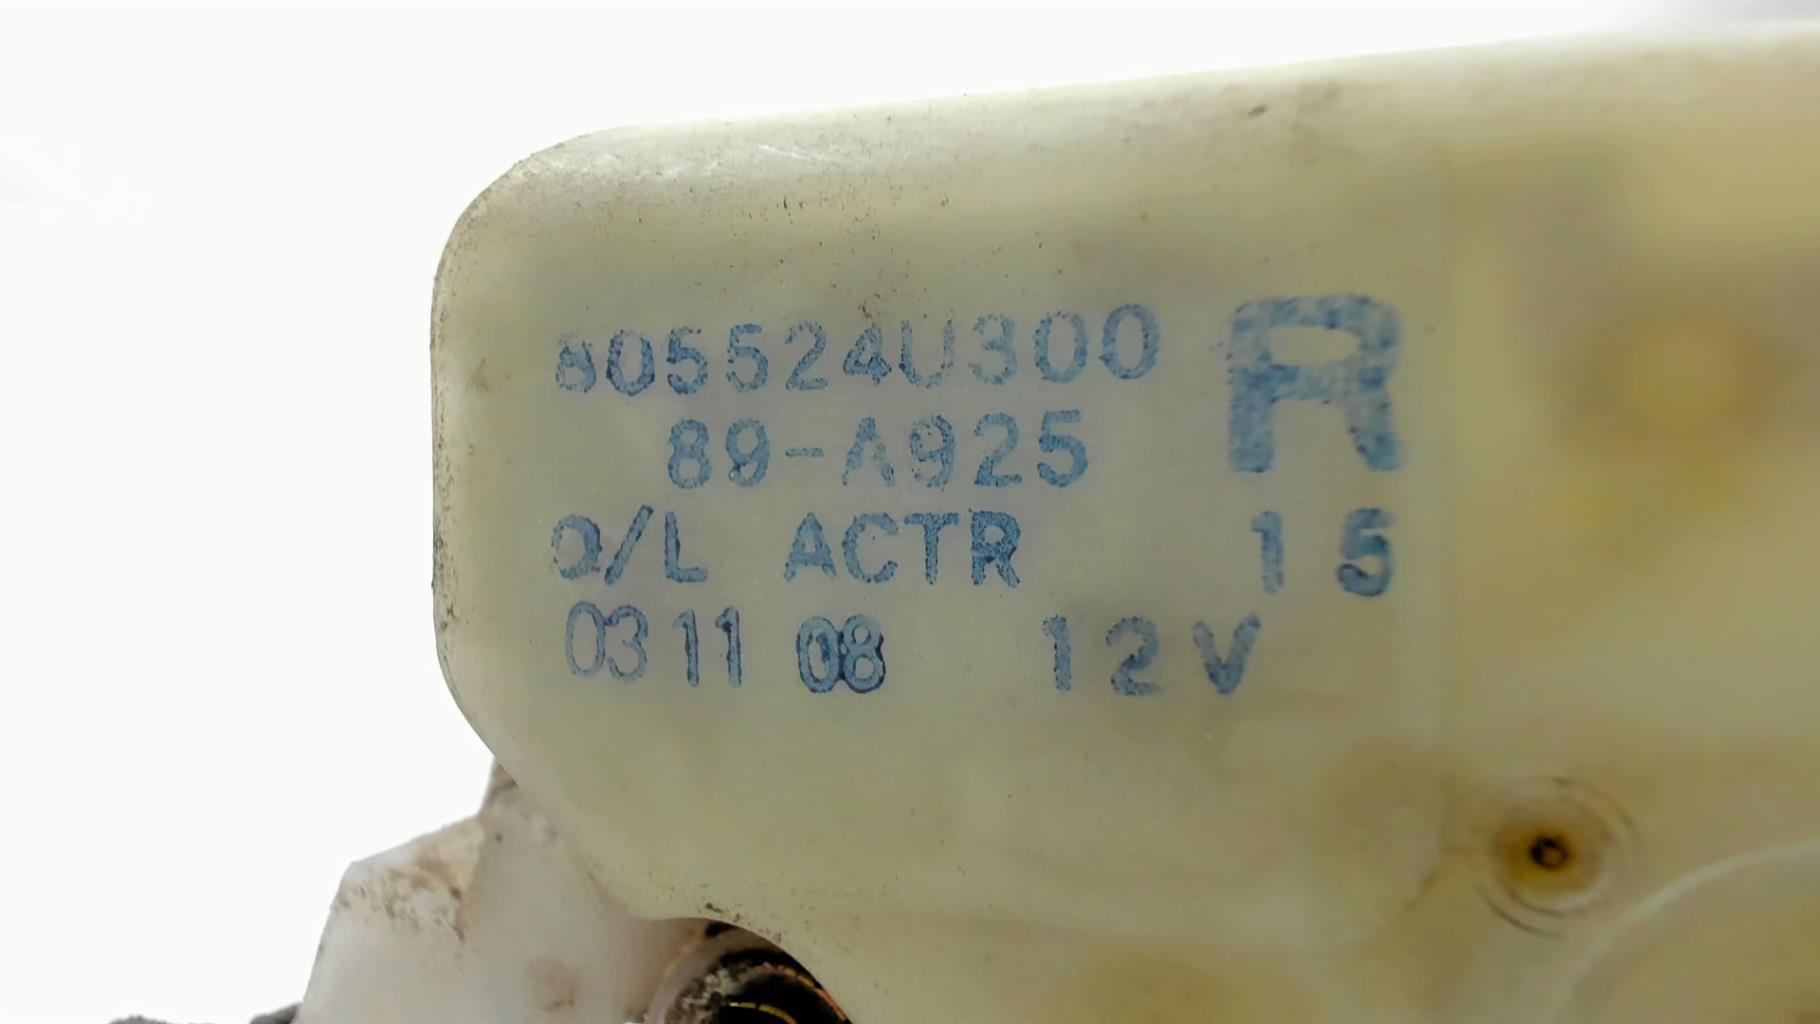 805524U300 R
89-A925
O/L ACTR 15
03 11 08 12V